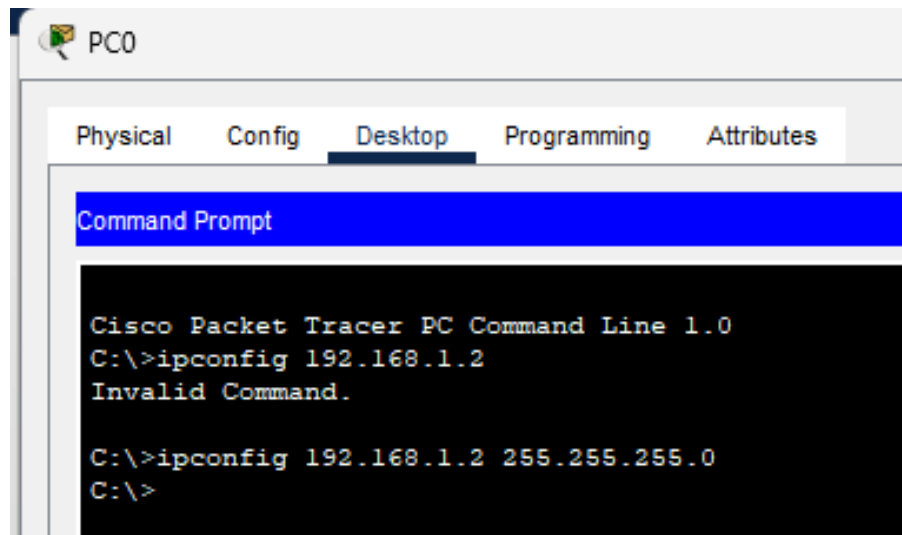 PC0
Physical Config Desktop Programming Attributes
Command Prompt
Cisco Packet Tracer PC Command Line 1.0
C:\>ipconfig 192.168.1.2
Invalid Command.
C:\>ipconfig 192.168.1.2 255.255.255.0
C:\>